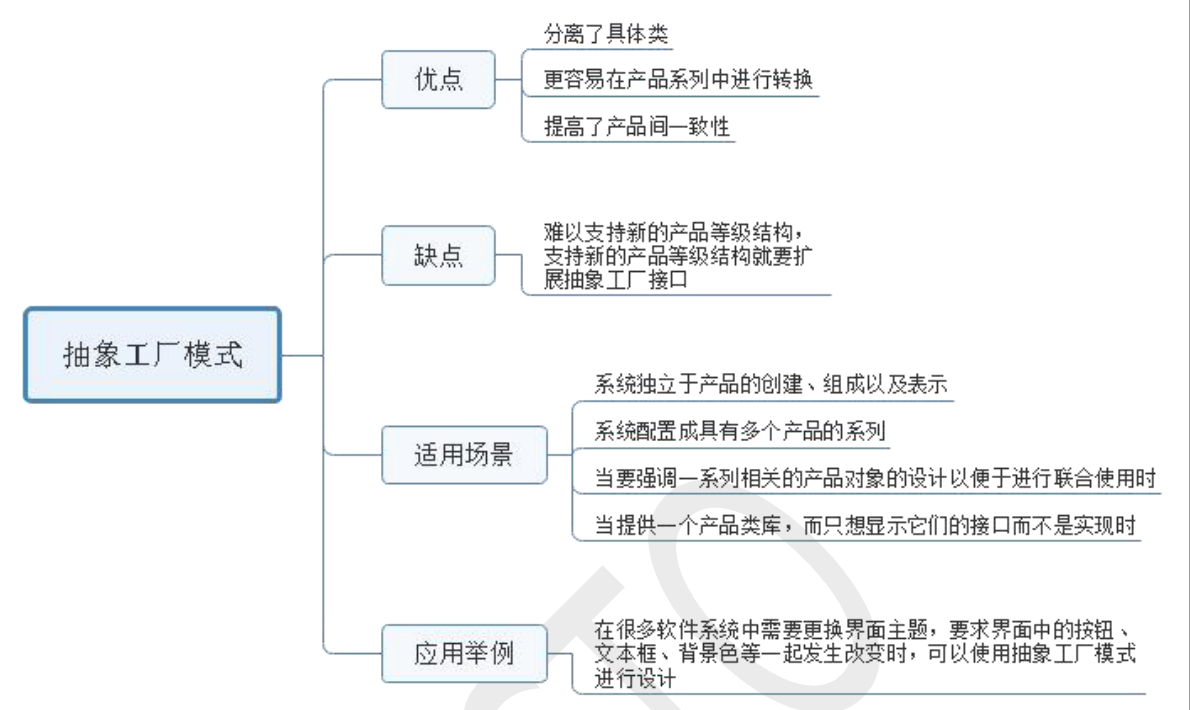 抽象工厂模式
优点
分离了具体类
更容易在产品系列中进行转换
提高了产品间一致性
缺点
难以支持新的产品等级结构，
支持新的产品等级结构就要扩
展抽象工厂接口
适用场景
系统独立于产品的创建、组成以及表示
系统配置成具有多个产品的系列
当要强调一系列相关的产品对象的设计以便于进行联合使用时
当提供一个产品类库，而只想显示它们的接口而不是实现时
应用举例
在很多软件系统中需要更换界面主题，要求界面中的按钮、
文本框、背景色等一起发生改变时，可以使用抽象工厂模式
进行设计